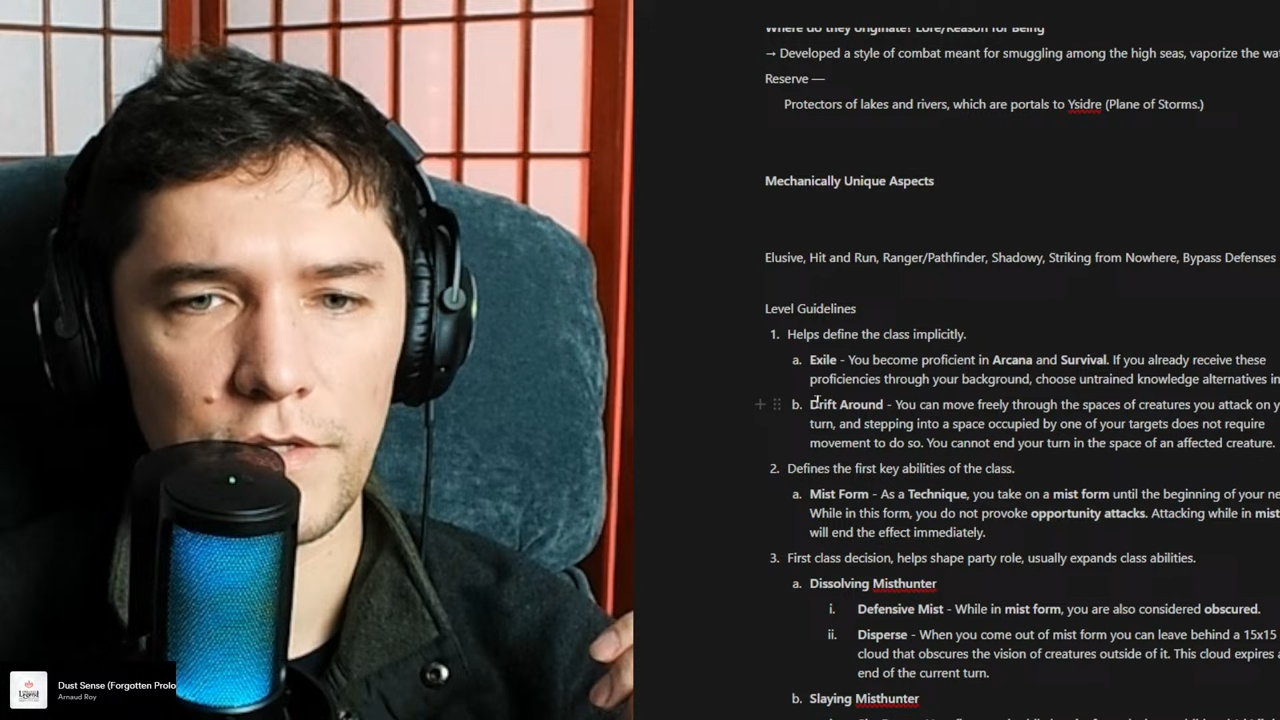 Where do they originate? Lore/Reason for Being
→ Developed a style of combat meant for smuggling among the high seas, vaporize the wa
Reserve —
Protectors of lakes and rivers, which are portals to Ysidre (Plane of Storms.)
Mechanically Unique Aspects
Elusive, Hit and Run, Ranger/Pathfinder, Shadowy, Striking from Nowhere, Bypass Defenses
Level Guidelines
1. Helps define the class implicitly.
a. Exile - You become proficient in Arcana and Survival. If you already receive these
proficiencies through your background, choose untrained knowledge alternatives in
b. Drift Around - You can move freely through the spaces of creatures you attack on y
turn, and stepping into a space occupied by one of your targets does not require
movement to do so. You cannot end your turn in the space of an affected creature.
2. Defines the first key abilities of the class.
a. Mist Form - As a Technique, you take on a mist form until the beginning of your ne
While in this form, you do not provoke opportunity attacks. Attacking while in mist
will end the effect immediately.
3. First class decision, helps shape party role, usually expands class abilities.
a. Dissolving Misthunter
i. Defensive Mist - While in mist form, you are also considered obscured.
ii. Disperse - When you come out of mist form you can leave behind a 15x15
cloud that obscures the vision of creatures outside of it. This cloud expires a
end of the current turn.
b. Slaying Misthunter
Dust Sense (Forgotten Prolo
Arnaud Roy